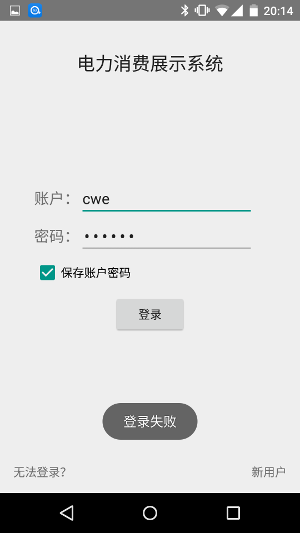 20:14
电力消费展示系统
账户：cwe
密码：••••••
保存账户密码
登录
登录失败
无法登录？ 新用户